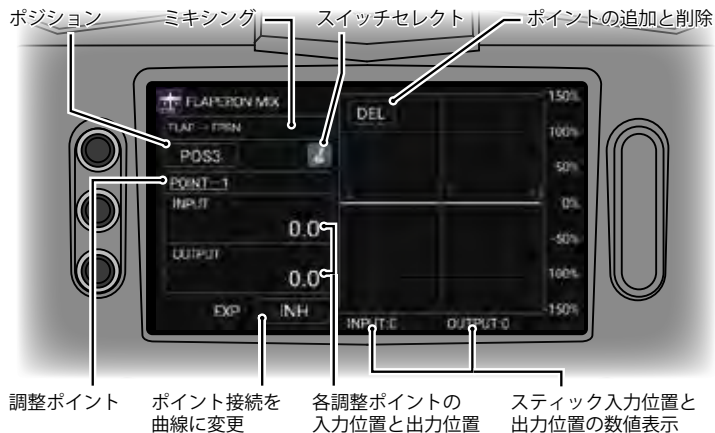 ポジション
ミキシング
スイッチセレクト
ポイントの追加と削除
FLAPERON MIX
FLAP→FPRN
POS3
POINT－1
INPUT
0.0
OUTPUT
0.0
EXP
INH
DEL
150%
100%
50%
0%
-50%
100%
-150%
INPUT:0
OUTPUT:0
調整ポイント
ポイント接続を
曲線に変更
各調整ポイントの
入力位置と出力位置
スティック入力位置と
出力位置の数値表示